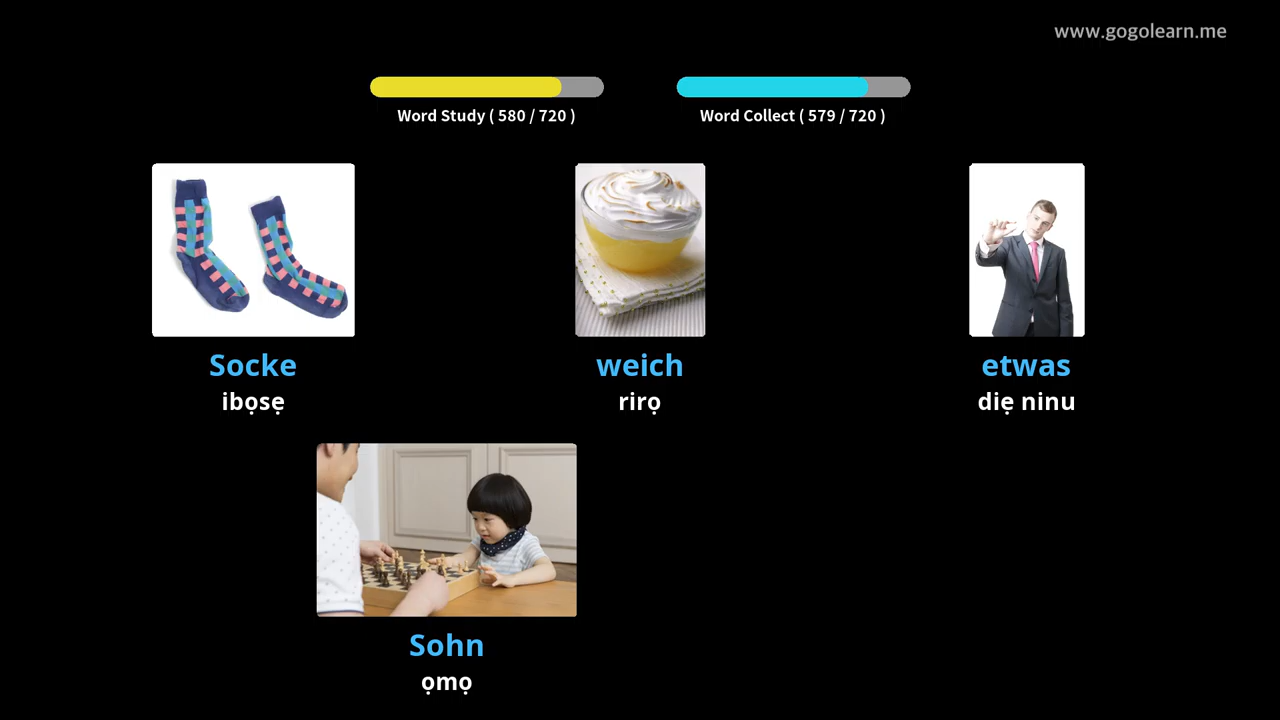 www.gogolearn.me
Word Study ( 580 / 720 )
Word Collect ( 579 / 720 )
Socke
ibọsẹ
weich
rirọ
etwas
diẹ ninu
Sohn
ọmọ